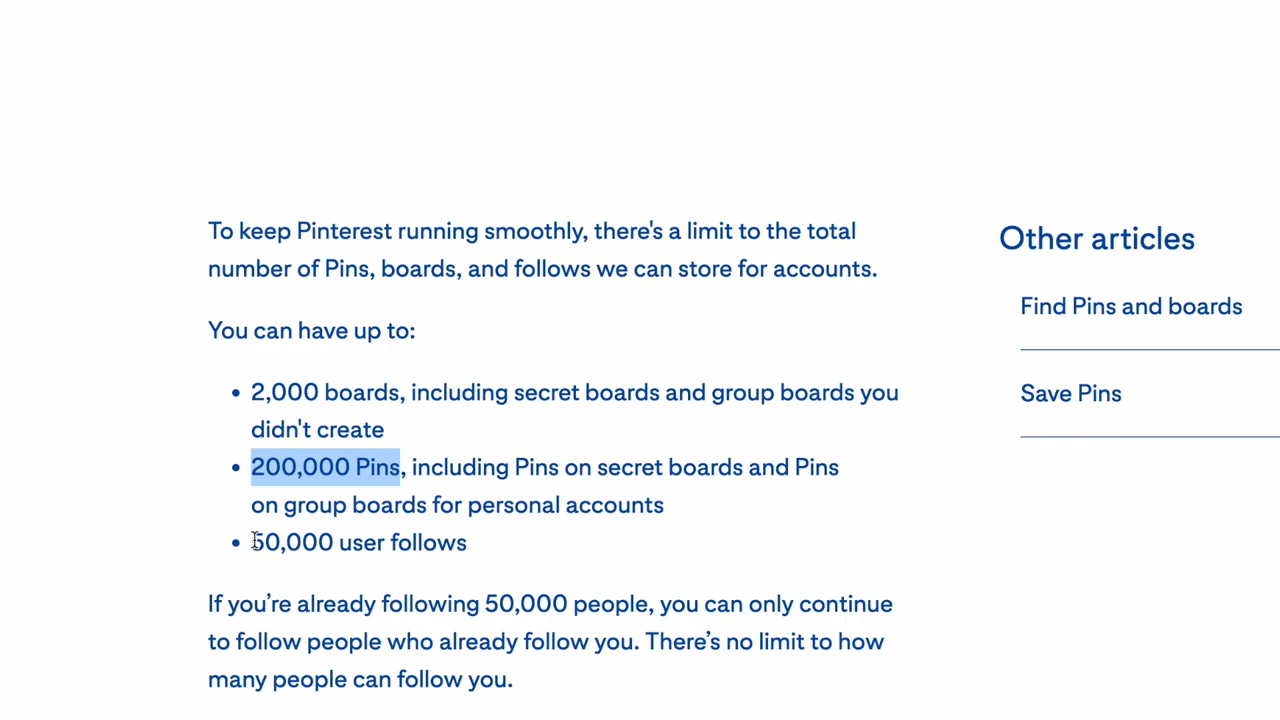 To keep Pinterest running smoothly, there's a limit to the total
number of Pins, boards, and follows we can store for accounts.
You can have up to:
• 2,000 boards, including secret boards and group boards you
didn't create
• 200,000 Pins, including Pins on secret boards and Pins
on group boards for personal accounts
• 50,000 user follows
If you’re already following 50,000 people, you can only continue
to follow people who already follow you. There’s no limit to how
many people can follow you.
Other articles
Find Pins and boards
Save Pins